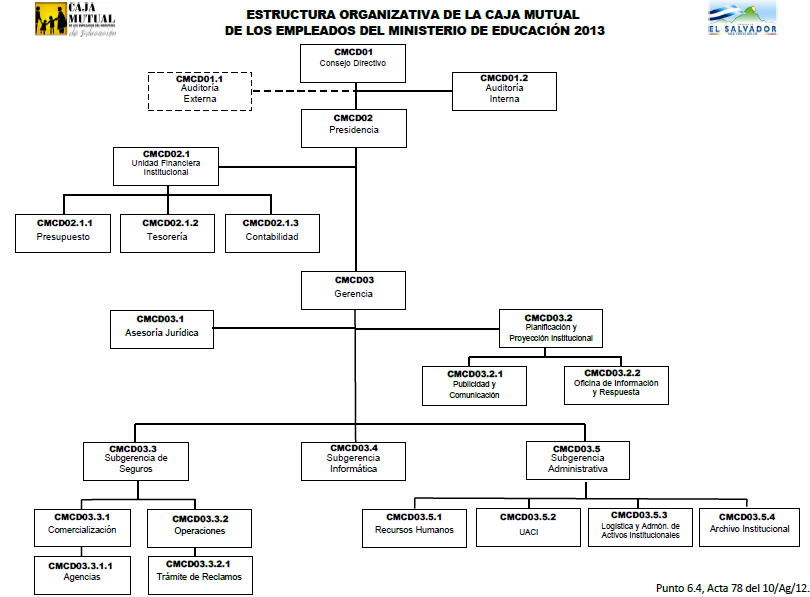 CAJA
MUTUAL
de Educación
ESTRUCTURA ORGANIZATIVA DE LA CAJA MUTUAL
DE LOS EMPLEADOS DEL MINISTERIO DE EDUCACIÓN 2013
EL SALVADOR
CMCD01
Consejo Directivo
CMCD01.1
Auditoría
Externa
CMCD01.2
Auditoría
Interna
CMCD02
Presidencia
CMCD02.1
Unidad Financiera
Institucional
CMCD02.1.1
Presupuesto
CMCD02.1.2
Tesorería
CMCD02.1.3
Contabilidad
CMCD03
Gerencia
CMCD03.1
Asesoría Jurídica
CMCD03.2
Planificación y
Proyección Institucional
CMCD03.2.1
Publicidad y
Comunicación
CMCD03.2.2
Oficina de Información
y Respuesta
CMCD03.3
Subgerencia de
Seguros
CMCD03.4
Subgerencia
Informática
CMCD03.5
Subgerencia
Administrativa
CMCD03.3.1
Comercialización
CMCD03.3.2
Operaciones
CMCD03.5.1
Recursos Humanos
CMCD03.5.2
UACI
CMCD03.5.3
Logística y Admón. de
Activos Institucionales
CMCD03.5.4
Archivo Institucional
CMCD03.3.1.1
Agencias
CMCD03.3.2.1
Trámite de Reclamos
Punto 6.4, Acta 78 del 10/Ag/12.